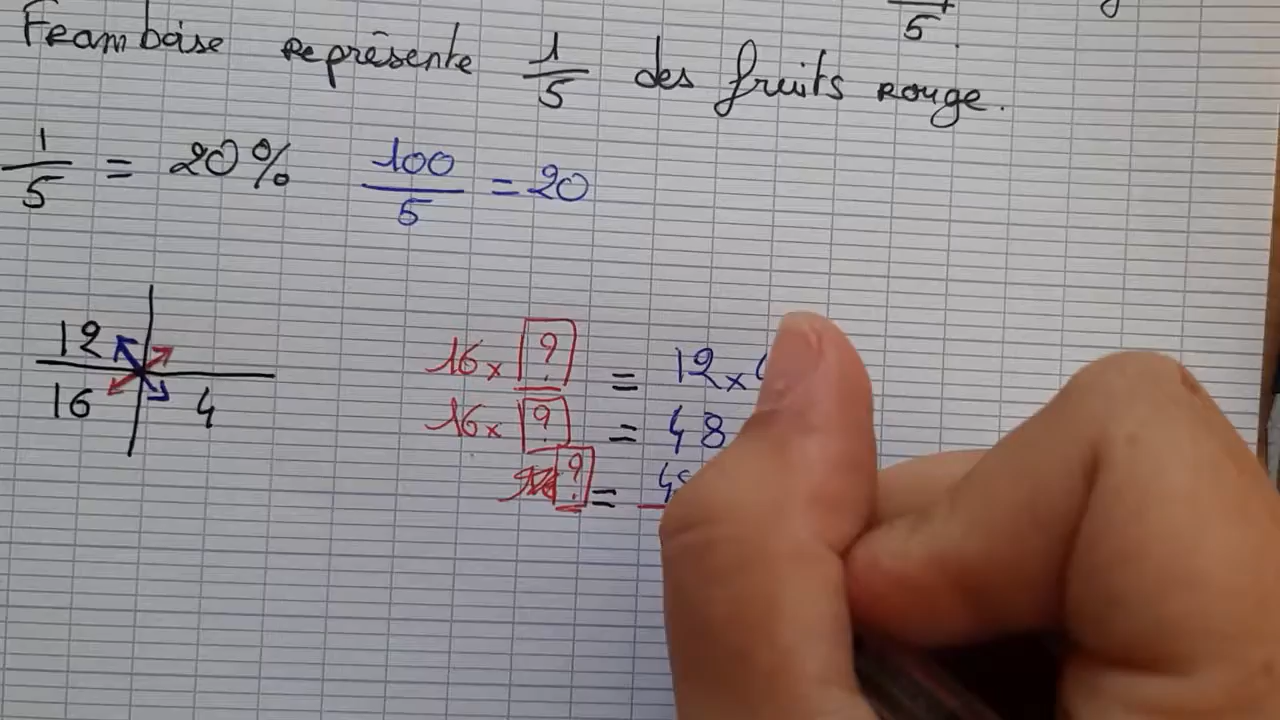 5.
Framboise représente 1/5 des fruits rouge.
1/5 = 20% 100/5 = 20
12
16 4
16 x ? = 12 x
16 x ? = 48
? =